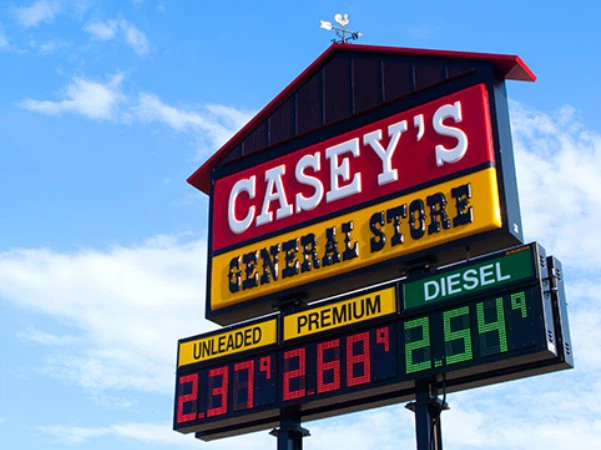 CASEY'S
GENERAL STORE
UNLEADED PREMIUM DIESEL
2.37⁹ 2.68⁹ 2.54⁹